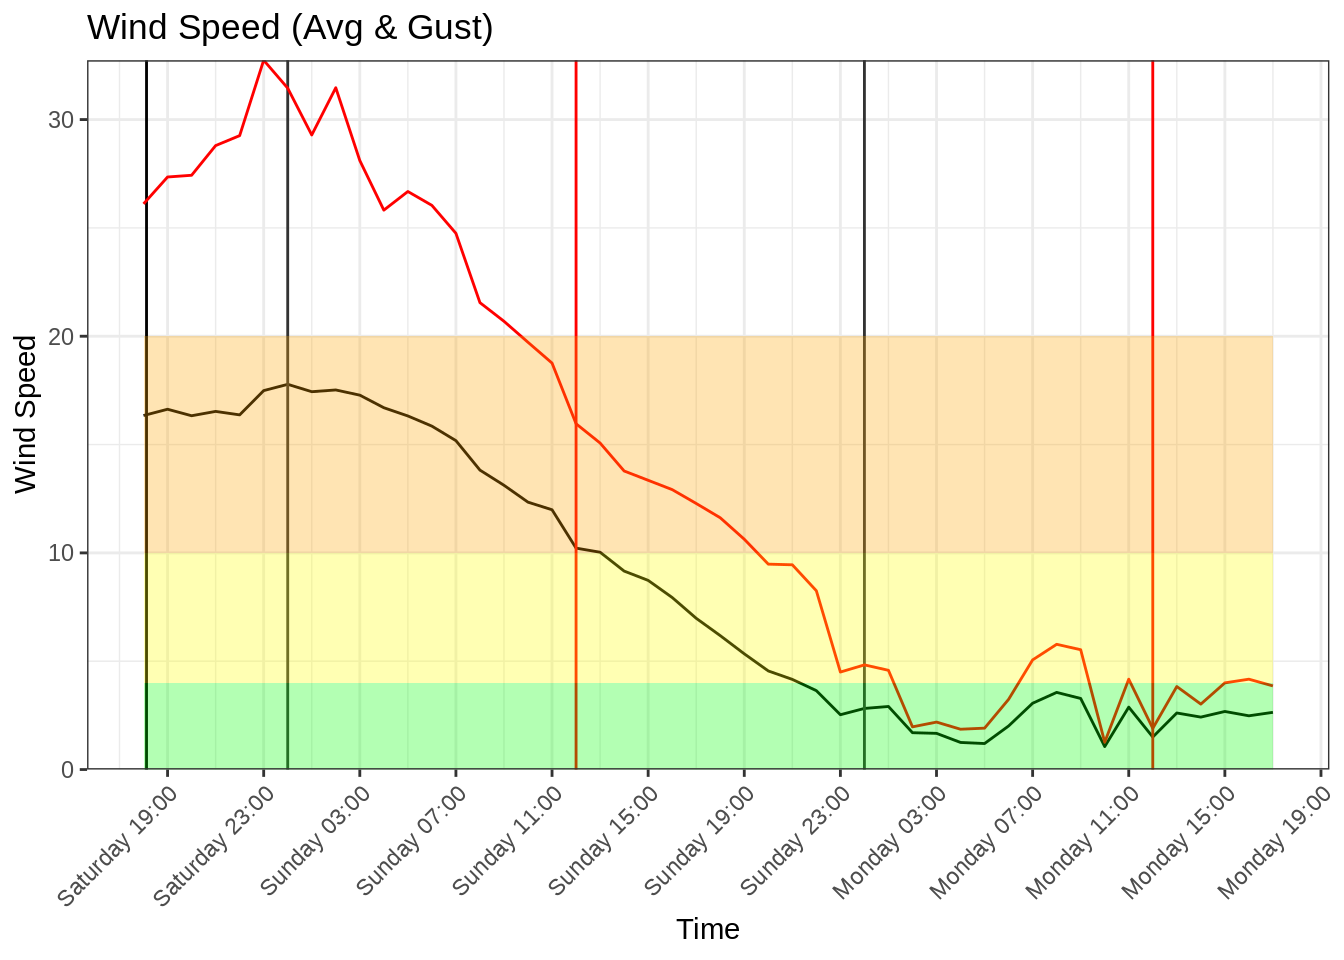 Wind Speed (Avg & Gust)
Wind Speed
30
20
10
0
Saturday 19:00
Saturday 23:00
Sunday 03:00
Sunday 07:00
Sunday 11:00
Sunday 15:00
Sunday 19:00
Sunday 23:00
Monday 03:00
Monday 07:00
Monday 11:00
Monday 15:00
Monday 19:00
Time